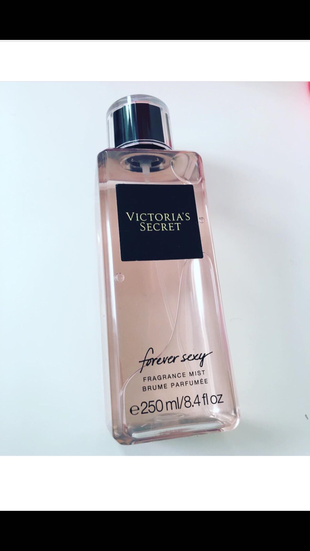 VICTORIA'S
SECRET
forever sexy
FRAGRANCE MIST
BRUME PARFUMÉE
℮250 ml/8.4 fl oz